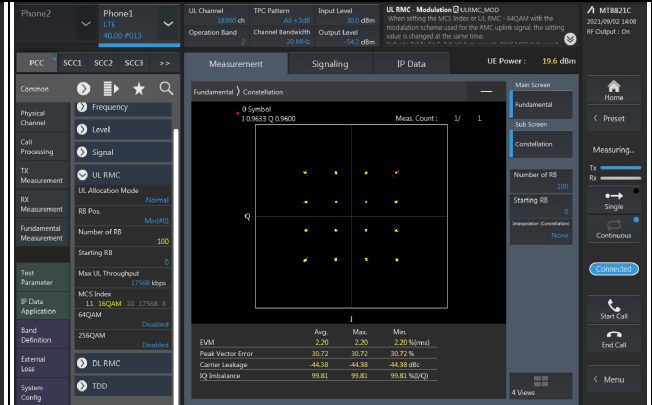 Phone2
Phone1
LTE
40.00 #013
UL Channel
18900 ch
Operation Band
2
TPC Pattern
All +3dB
Channel Bandwidth
20 MHz
Input Level
30.0 dBm
Output Level
-54.2 dBm
UL RMC - Modulation ULRMC_MOD
When setting the MCS Index or UL RMC - 64QAM with the
modulation scheme used for the RMC uplink signal, the setting
value is changed at the same time.
MT8821C
2021/09/02 14:08
RF Output : On
PCC
SCC1
SCC2
SCC3
>>
Measurement
Signaling
IP Data
UE Power : 19.6 dBm
Common
Physical
Channel
Call
Processing
TX
Measurement
RX
Measurement
Fundamental
Measurement
Test
Parameter
IP Data
Application
Band
Definition
External
Loss
System
Config
Frequency
Level
Signal
UL RMC
UL Allocation Mode
Normal
RB Pos.
Min(#0)
Number of RB
100
Starting RB
0
Max UL Throughput
17568 kbps
MCS Index
11 16QAM 10 17568 8
64QAM
Disabled
256QAM
Disabled
DL RMC
TDD
Fundamental ❯ Constellation
0 Symbol
I 0.9633 Q 0.9600
Meas. Count : 1/ 1
Q
I
Avg. Max. Min.
EVM 2.20 2.20 2.20 %(rms)
Peak Vector Error 30.72 30.72 30.72 %
Carrier Leakage -44.38 -44.38 -44.38 dBc
IQ Imbalance 99.81 99.81 99.81 %(I/Q)
Main Screen
Fundamental
Sub Screen
Constellation
Number of RB
100
Starting RB
0
Interpolation (Constellation)
None
4 Views
Home
Preset
Measuring...
Tx
Rx
Single
Continuous
Connected
Start Call
End Call
Menu